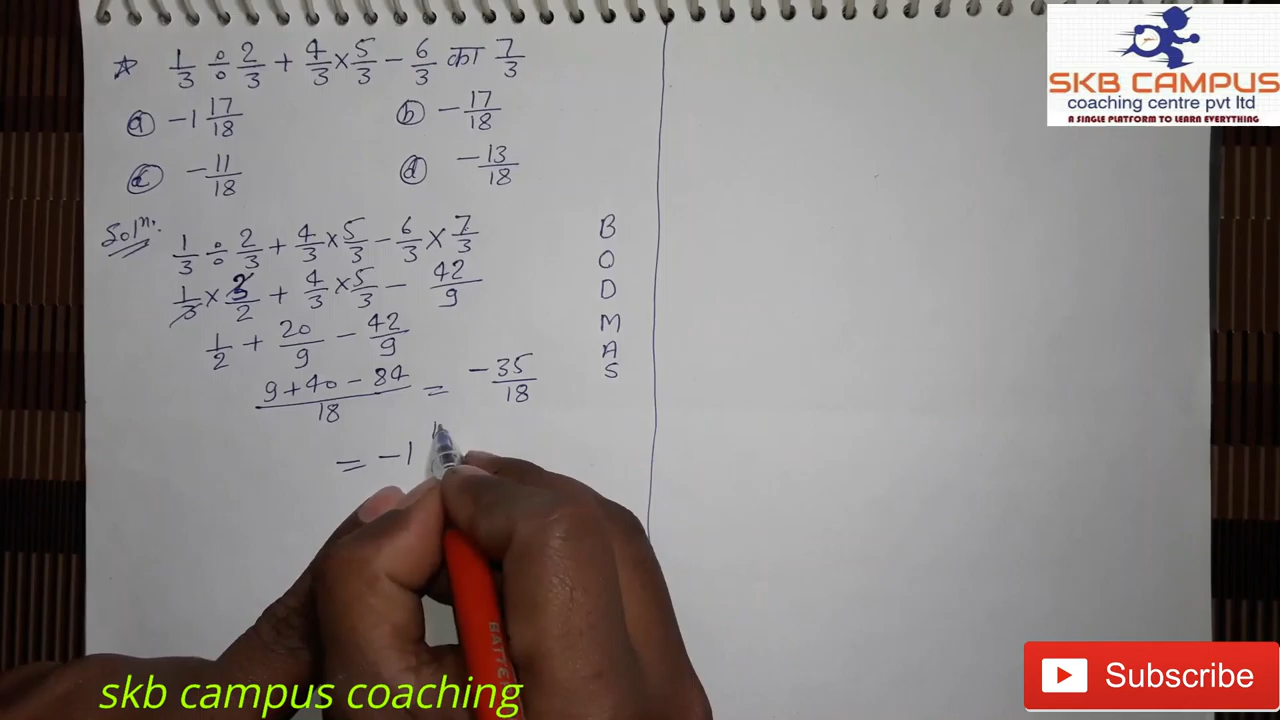 ☆ 1/3 ÷ 2/3 + 4/3 × 5/3 - 6/3 का 7/3
ⓐ -1 17/18 ⓑ -17/18
ⓒ -11/18 ⓓ -13/18
Solⁿ.
1/3 ÷ 2/3 + 4/3 × 5/3 - 6/3 × 7/3
1/3 × 3/2 + 4/3 × 5/3 - 42/9
1/2 + 20/9 - 42/9
9+40-84/18 = -35/18
= -1 1
B
O
D
M
A
S
SKB CAMPUS
coaching centre pvt ltd
A SINGLE PLATFORM TO LEARN EVERYTHING
BATTE
skb campus coaching
Subscribe